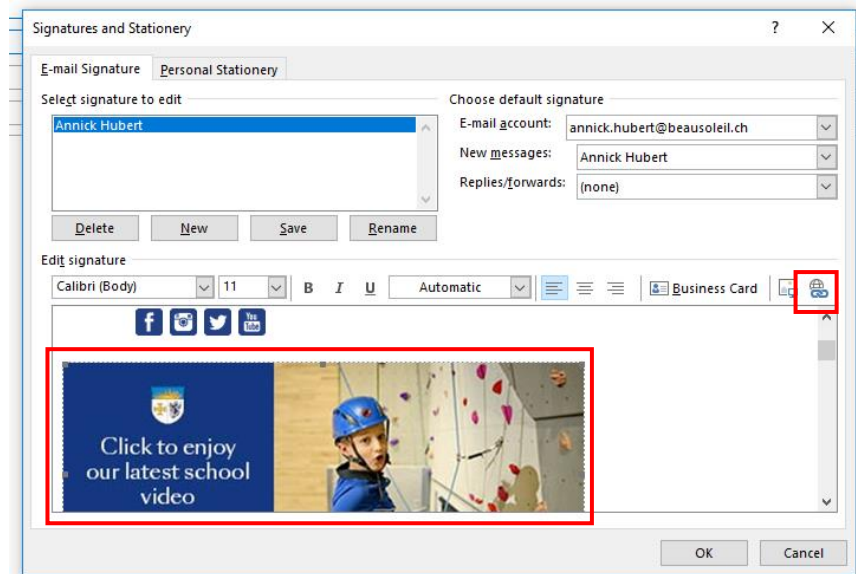 Signatures and Stationery ? X
E-mail Signature Personal Stationery
Select signature to edit
Annick Hubert
Delete New Save Rename
Choose default signature
E-mail account: annick.hubert@beausoleil.ch
New messages: Annick Hubert
Replies/forwards: (none)
Edit signature
Calibri (Body) 11 B I U Automatic Business Card
f You Tube
Click to enjoy
our latest school
video
OK Cancel